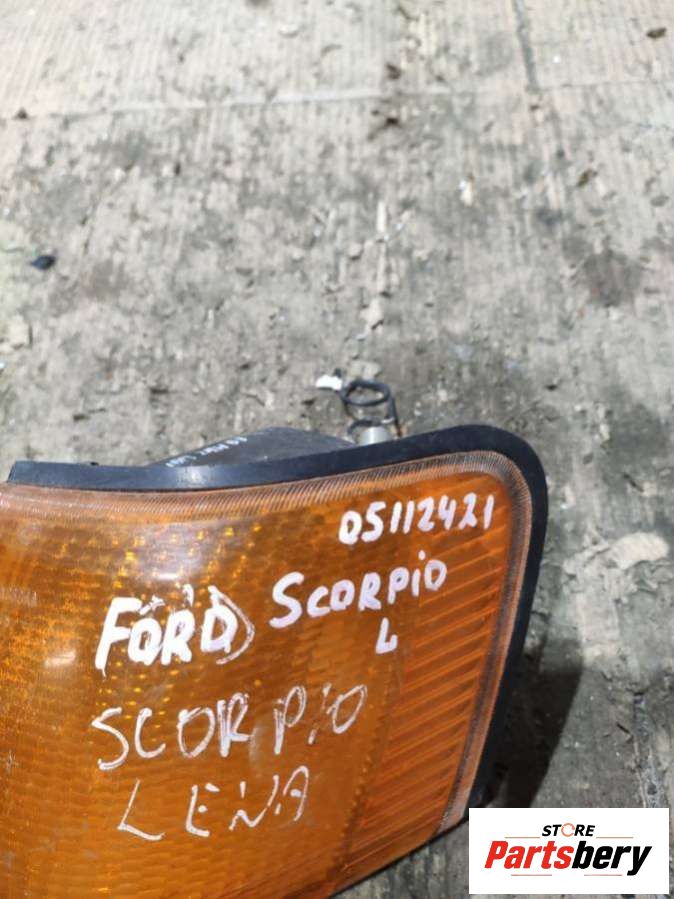 05112421
FORD SCORPIO
L
SCORPIO
LENA
STORE
Partsbery